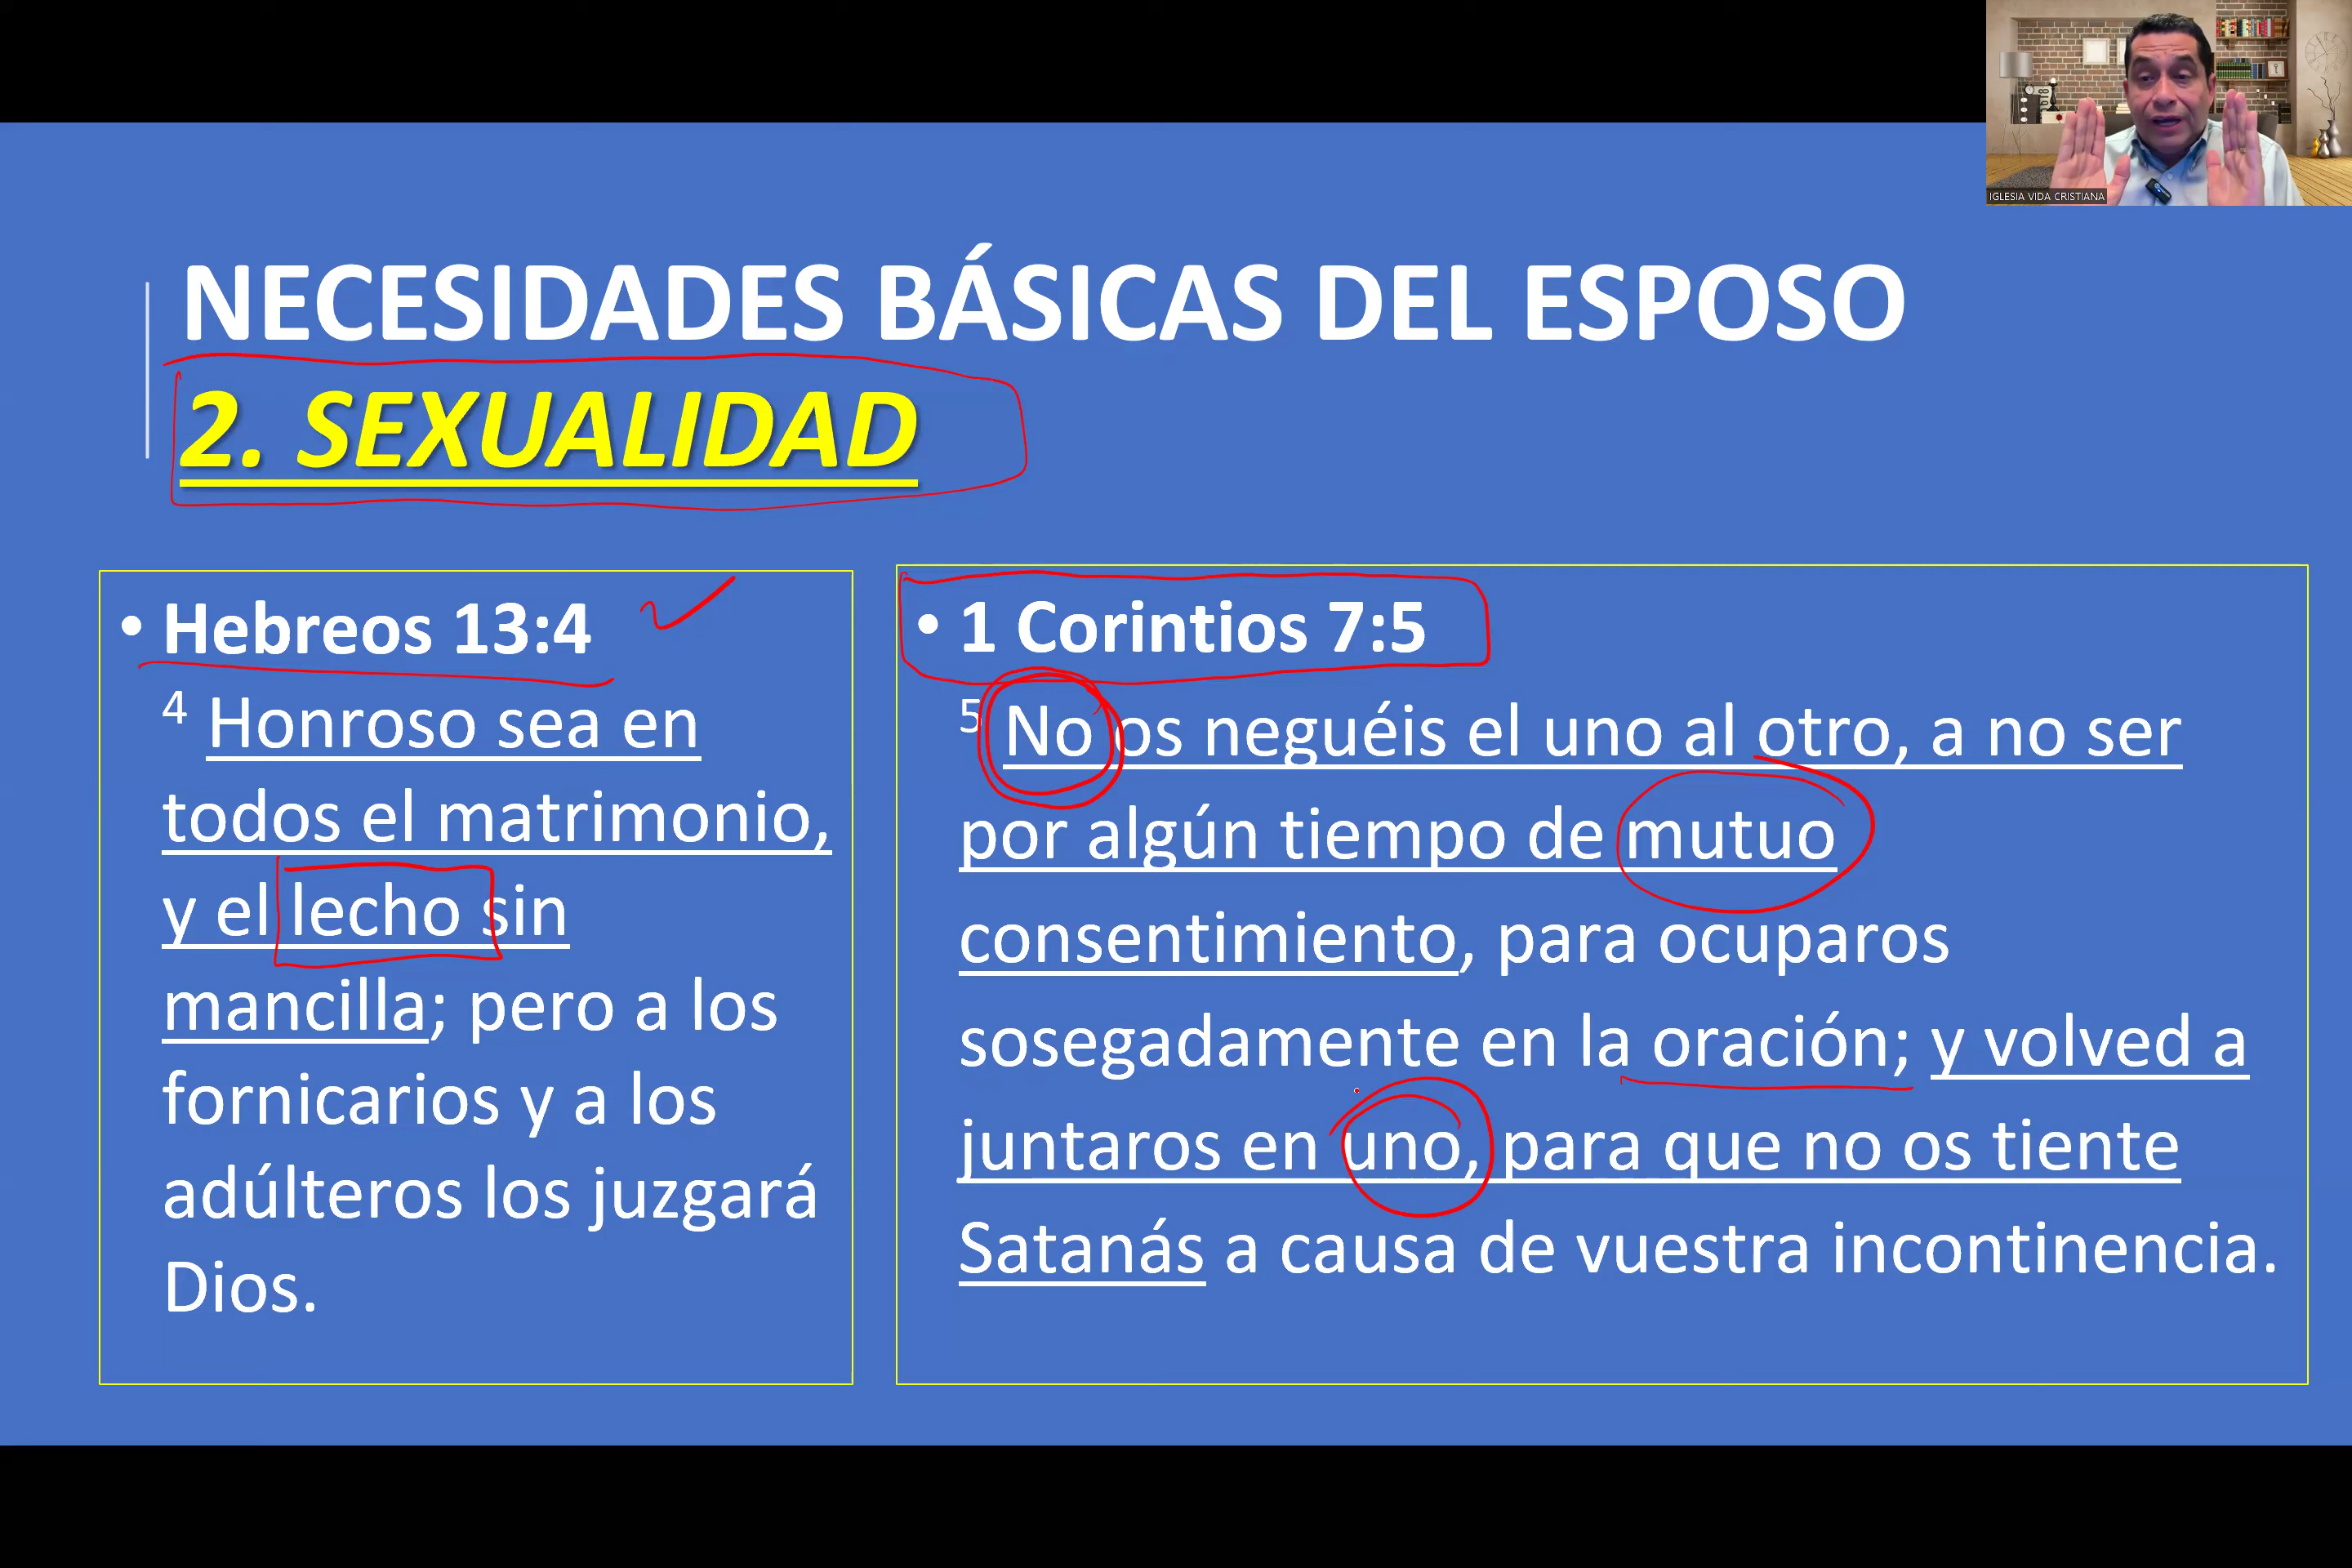 IGLESIA VIDA CRISTIANA
NECESIDADES BÁSICAS DEL ESPOSO
2. SEXUALIDAD
• Hebreos 13:4
4 Honroso sea en
todos el matrimonio,
y el lecho sin
mancilla; pero a los
fornicarios y a los
adúlteros los juzgará
Dios.
• 1 Corintios 7:5
5 No os neguéis el uno al otro, a no ser
por algún tiempo de mutuo
consentimiento, para ocuparos
sosegadamente en la oración; y volved a
juntaros en uno, para que no os tiente
Satanás a causa de vuestra incontinencia.